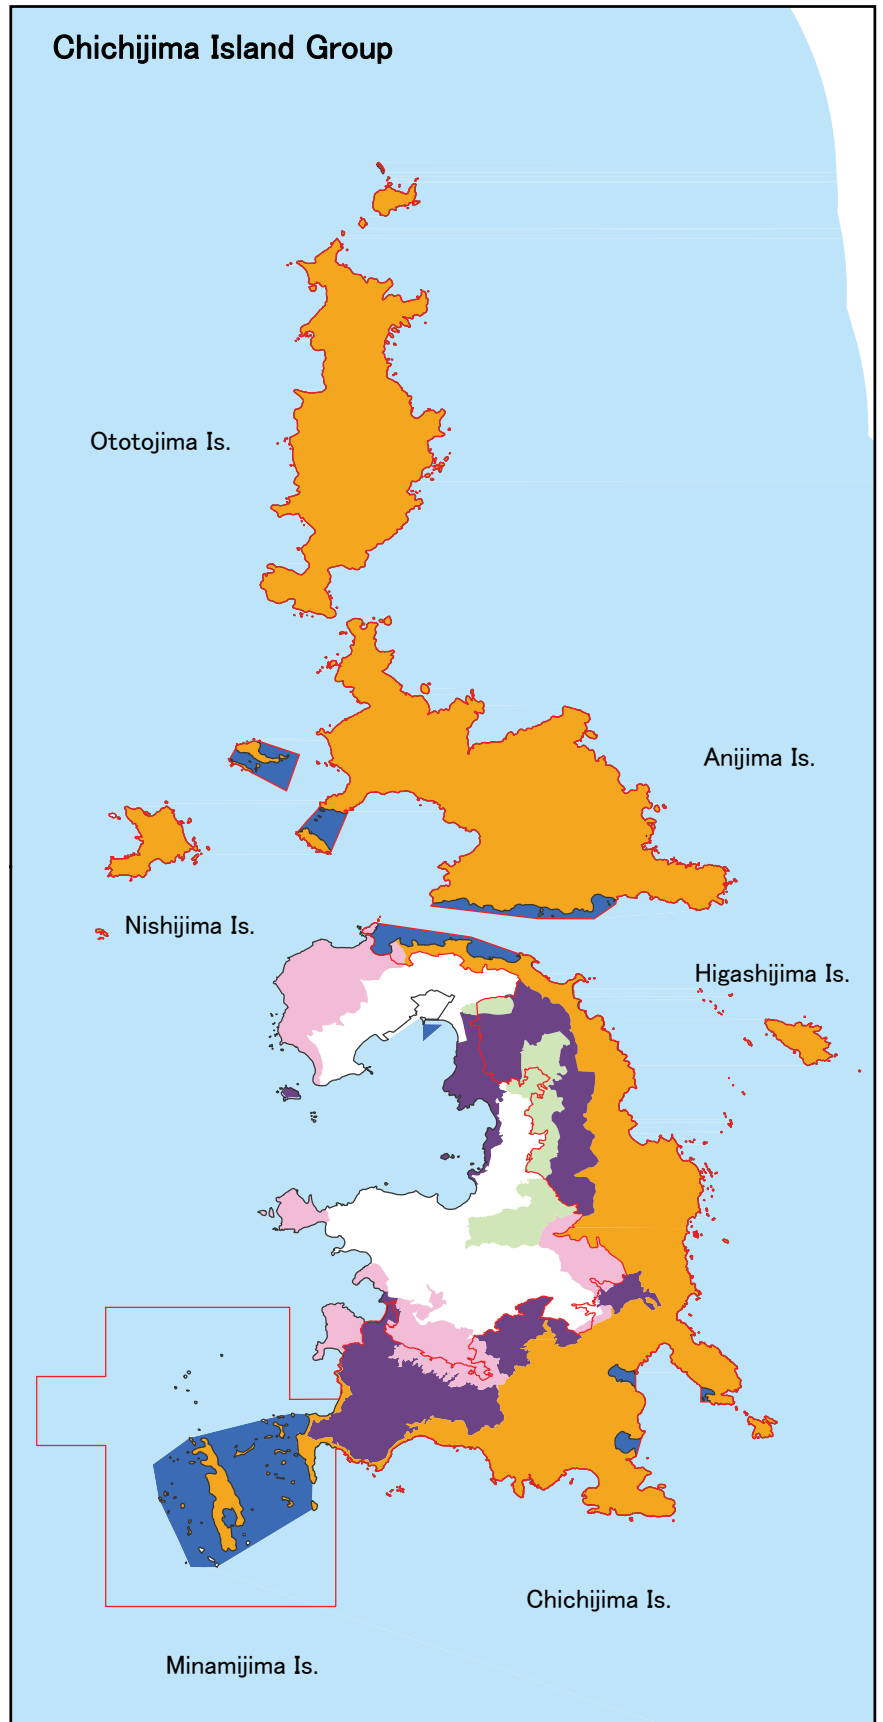 Chichijima Island Group
Ototojima Is.
Anijima Is.
Nishijima Is.
Higashijima Is.
Chichijima Is.
Minamijima Is.